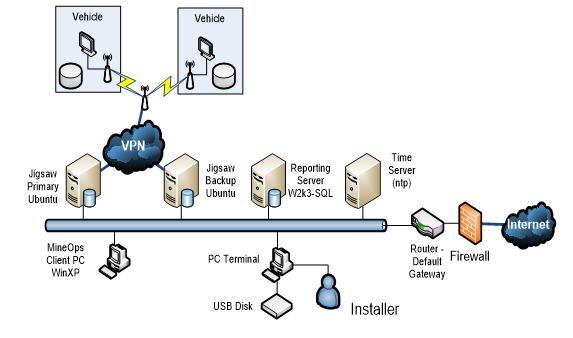 Vehicle
Vehicle
VPN
Jigsaw
Primary
Ubuntu
Jigsaw
Backup
Ubuntu
Reporting
Server
W2k3-SQL
Time
Server
(ntp)
MineOps
Client PC
WinXP
PC Terminal
USB Disk
Installer
Router -
Default
Gateway
Firewall
Internet